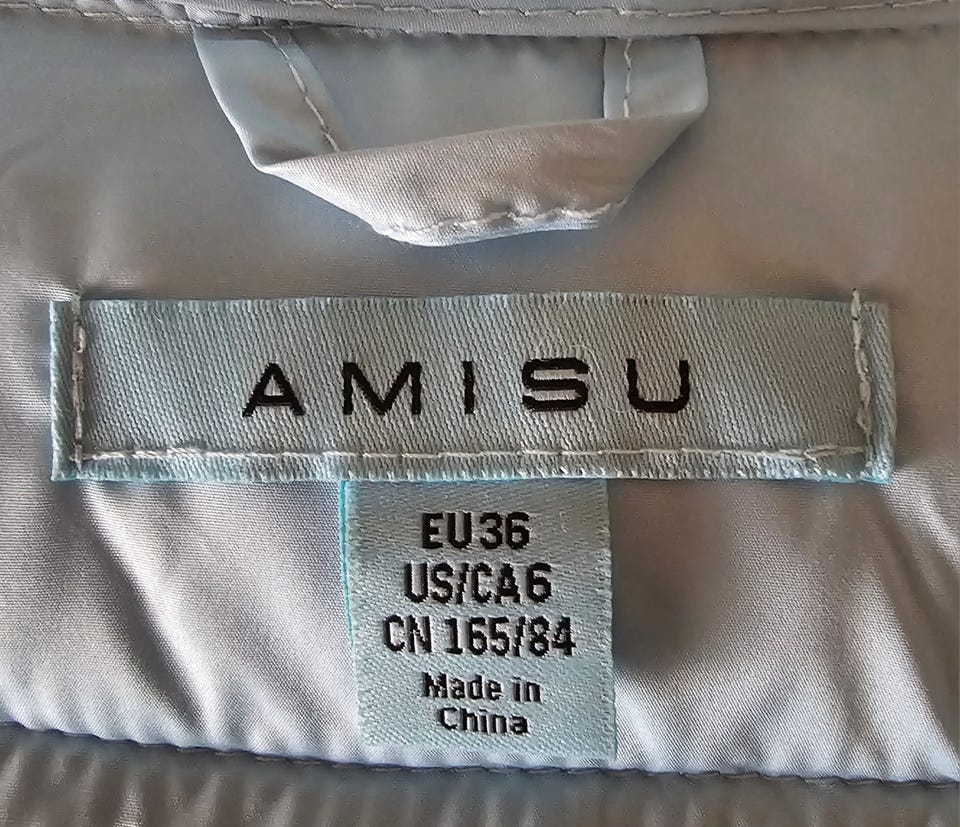 AMISU
EU 36
US/CA 6
CN 165/84
Made in
China